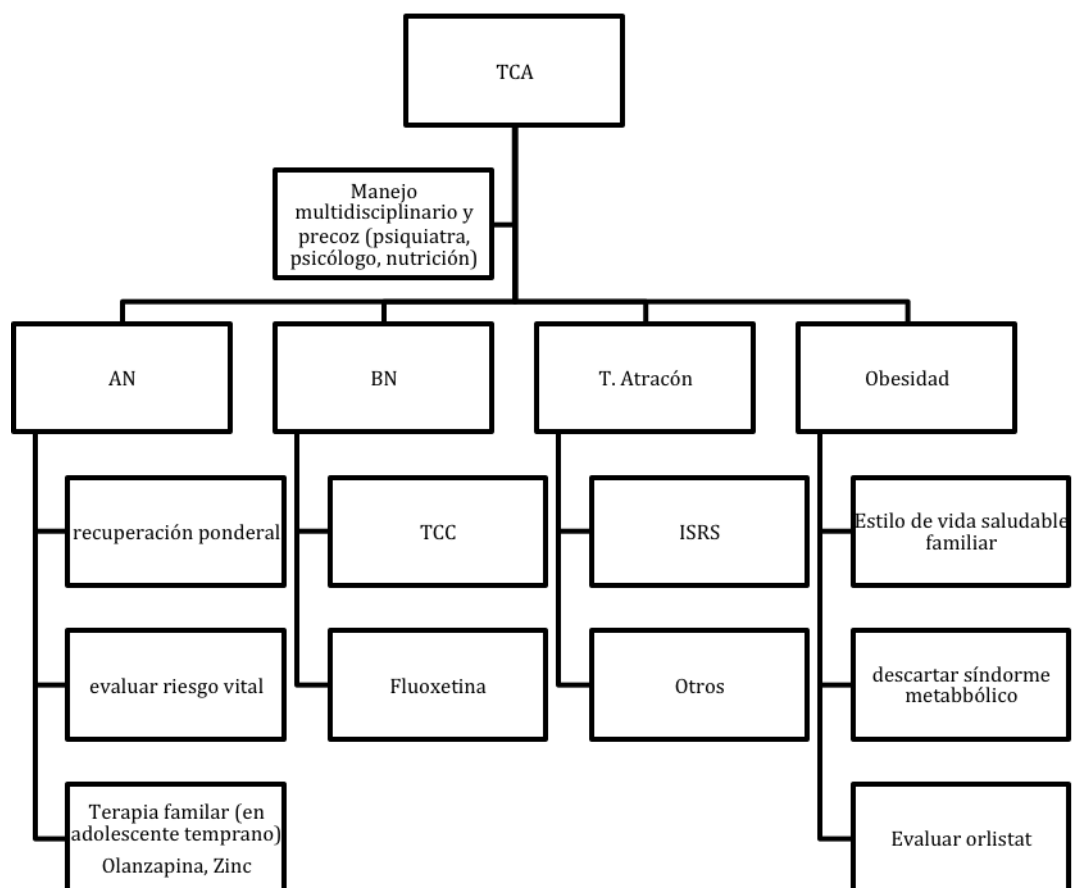 TCA
Manejo
multidisciplinario y
precoz (psiquiatra,
psicólogo, nutrición)
AN
BN
T. Atracón
Obesidad
recuperación ponderal
TCC
ISRS
Estilo de vida saludable
familiar
evaluar riesgo vital
Fluoxetina
Otros
descartar síndorme
metabbólico
Terapia familar (en
adolescente temprano)
Olanzapina, Zinc
Evaluar orlistat